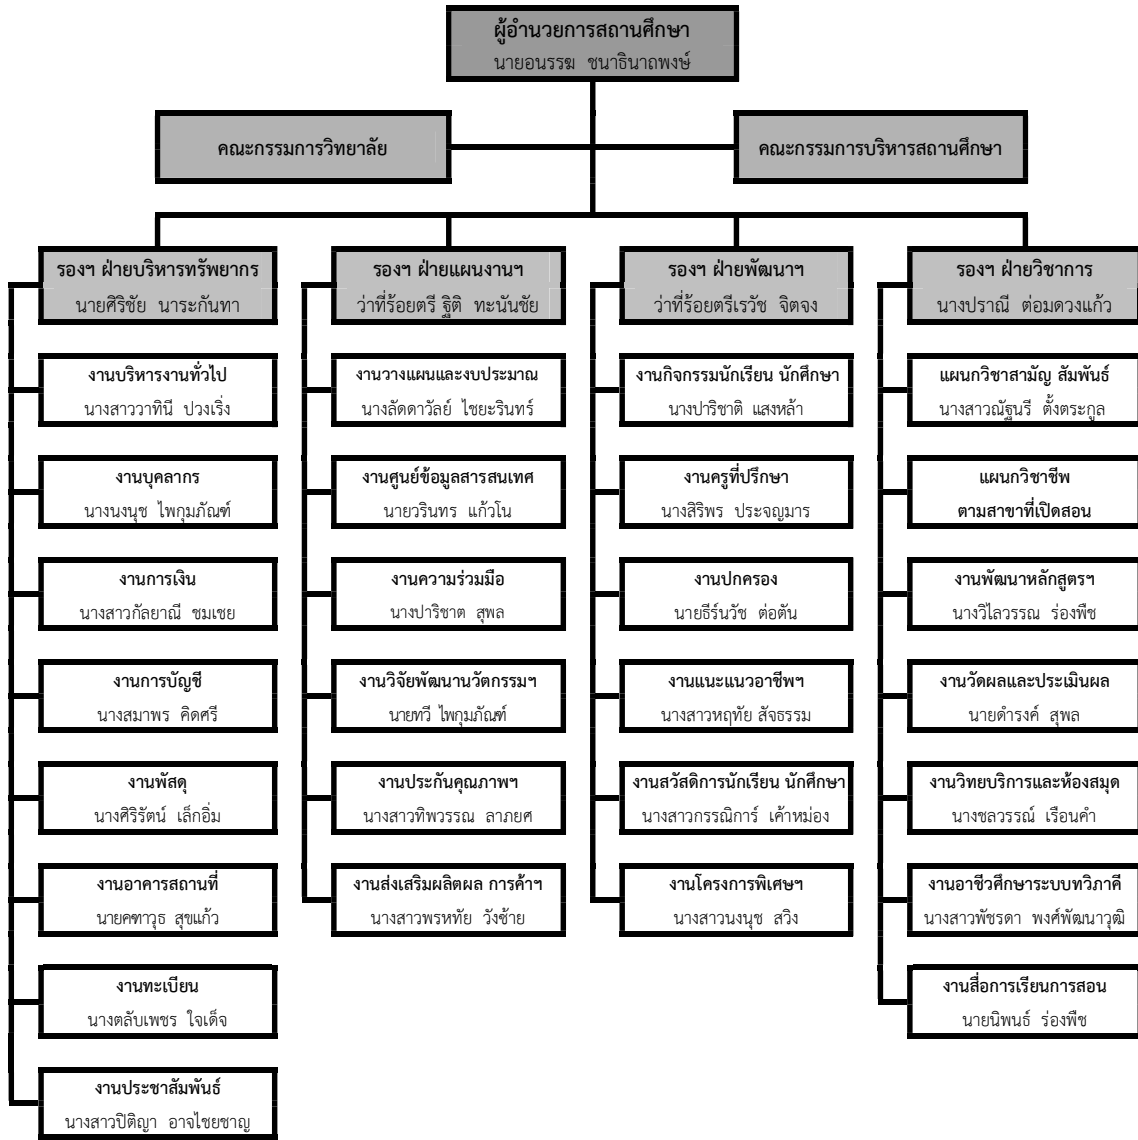 ผู้อำนวยการสถานศึกษา
นายอนรรฆ ชนาธินาถพงษ์
คณะกรรมการวิทยาลัย
คณะกรรมการบริหารสถานศึกษา
รองฯ ฝ่ายบริหารทรัพยากร
นายศิริชัย นาระกันทา
งานบริหารงานทั่วไป
นางสาววาทินี ปวงเริ่ง
งานบุคลากร
นางนงนุช ไพกุมภัณฑ์
งานการเงิน
นางสาวกัลยาณี ชมเชย
งานการบัญชี
นางสมาพร คิดศรี
งานพัสดุ
นางศิริรัตน์ เล็กอิ่ม
งานอาคารสถานที่
นายคฑาวุธ สุขแก้ว
งานทะเบียน
นางตลับเพชร ใจเด็จ
งานประชาสัมพันธ์
นางสาวปิติญา อาจไชยชาญ
รองฯ ฝ่ายแผนงานฯ
ว่าที่ร้อยตรี ฐิติ ทะนันชัย
งานวางแผนและงบประมาณ
นางลัดดาวัลย์ ไชยะรินทร์
งานศูนย์ข้อมูลสารสนเทศ
นายวรินทร แก้วโน
งานความร่วมมือ
นางปาริชาต สุพล
งานวิจัยพัฒนานวัตกรรมฯ
นายทวี ไพกุมภัณฑ์
งานประกันคุณภาพฯ
นางสาวทิพวรรณ ลาภยศ
งานส่งเสริมผลิตผล การค้าฯ
นางสาวพรหทัย วังซ้าย
รองฯ ฝ่ายพัฒนาฯ
ว่าที่ร้อยตรีเรวัช จิตจง
งานกิจกรรมนักเรียน นักศึกษา
นางปาริชาติ แสงหล้า
งานครูที่ปรึกษา
นางสิริพร ประจญมาร
งานปกครอง
นายธีร์นวัช ต่อตัน
งานแนะแนวอาชีพฯ
นางสาวหฤทัย สัจธรรม
งานสวัสดิการนักเรียน นักศึกษา
นางสาวกรรณิการ์ เค้าหม่อง
งานโครงการพิเศษฯ
นางสาวนงนุช สวิง
รองฯ ฝ่ายวิชาการ
นางปราณี ต่อมดวงแก้ว
แผนกวิชาสามัญ สัมพันธ์
นางสาวณัฐนรี ตั้งตระกูล
แผนกวิชาชีพ
ตามสาขาที่เปิดสอน
งานพัฒนาหลักสูตรฯ
นางวิไลวรรณ ร่องพืช
งานวัดผลและประเมินผล
นายดำรงค์ สุพล
งานวิทยบริการและห้องสมุด
นางชลวรรณ์ เรือนคำ
งานอาชีวศึกษาระบบทวิภาคี
นางสาวพัชรดา พงศ์พัฒนาวุฒิ
งานสื่อการเรียนการสอน
นายนิพนธ์ ร่องพืช